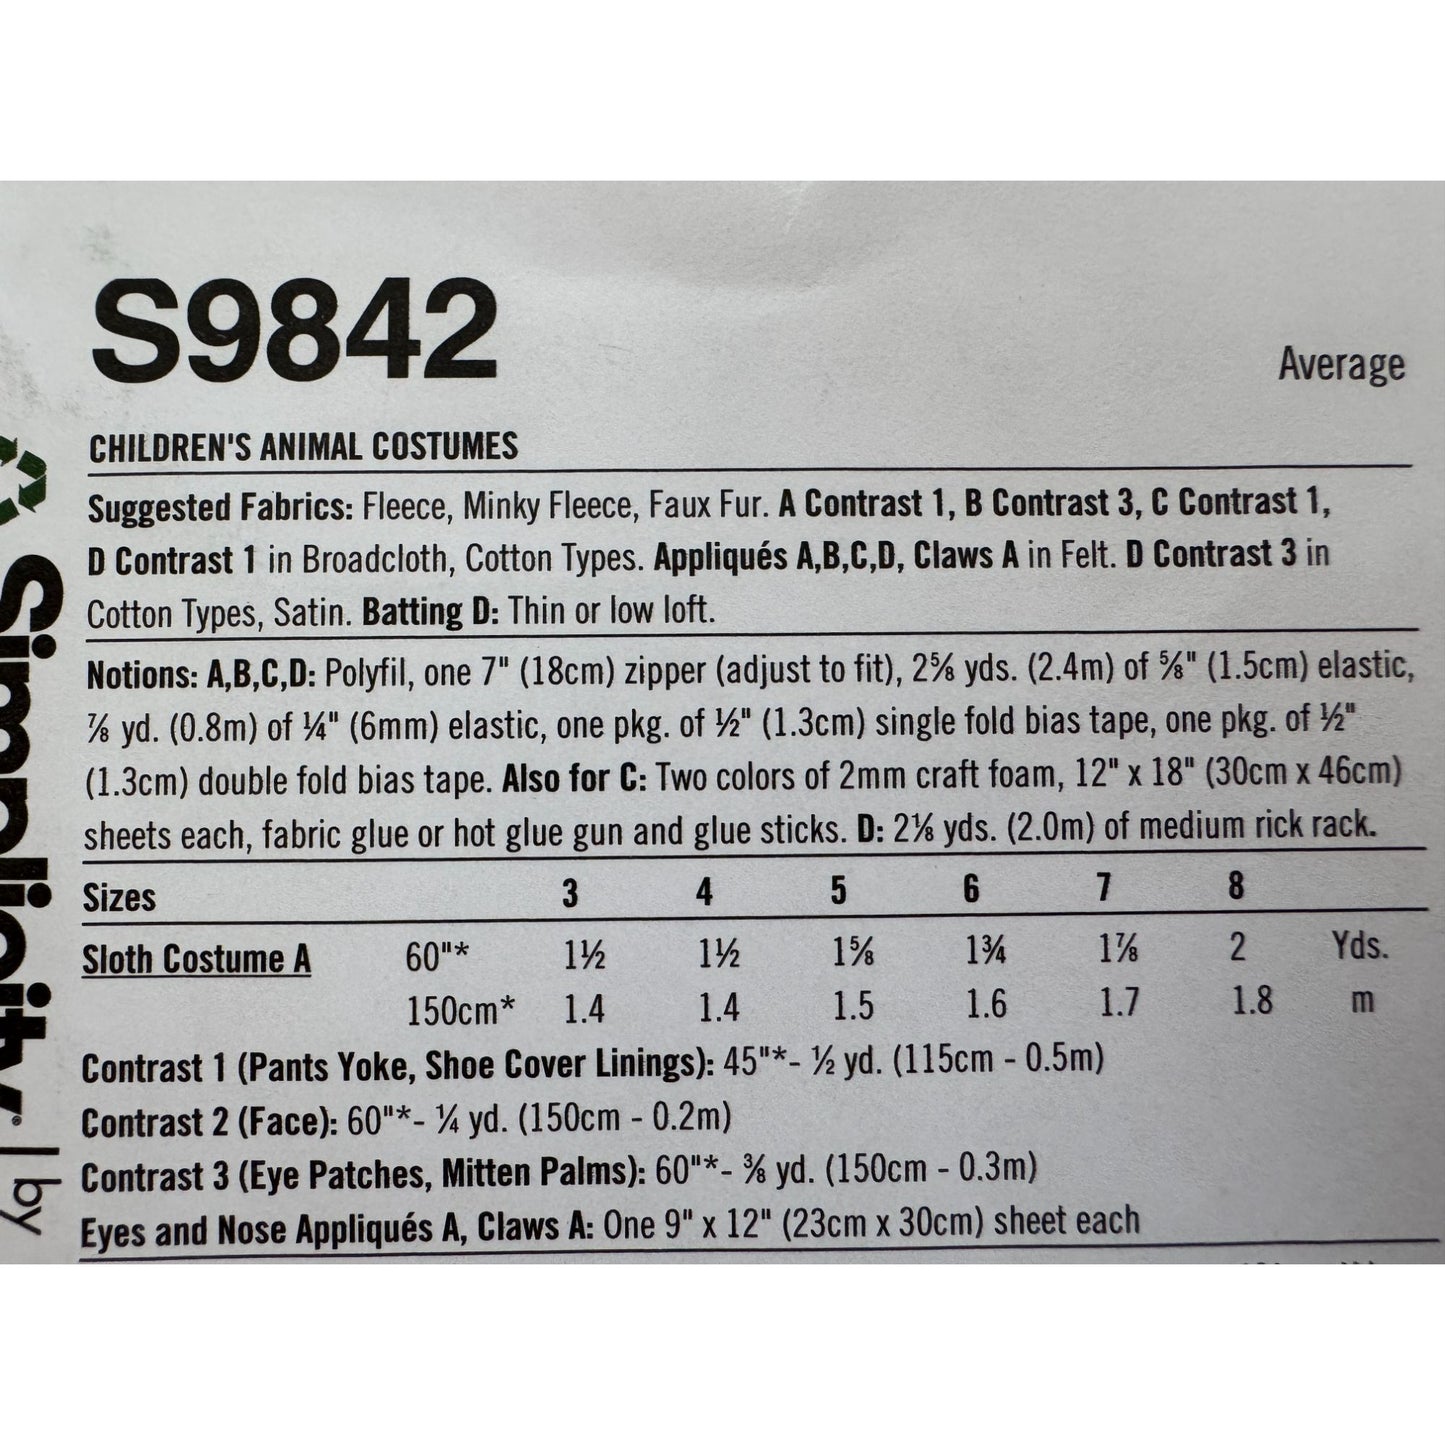 S9842
Average
CHILDREN'S ANIMAL COSTUMES
Suggested Fabrics: Fleece, Minky Fleece, Faux Fur. A Contrast 1, B Contrast 3, C Contrast 1,
D Contrast 1 in Broadcloth, Cotton Types. Appliqués A,B,C,D, Claws A in Felt. D Contrast 3 in
Cotton Types, Satin. Batting D: Thin or low loft.
Notions: A,B,C,D: Polyfil, one 7" (18cm) zipper (adjust to fit), 2⅝ yds. (2.4m) of ⅝" (1.5cm) elastic,
⅞ yd. (0.8m) of ¼" (6mm) elastic, one pkg. of ½" (1.3cm) single fold bias tape, one pkg. of ½"
(1.3cm) double fold bias tape. Also for C: Two colors of 2mm craft foam, 12" x 18" (30cm x 46cm)
sheets each, fabric glue or hot glue gun and glue sticks. D: 2⅛ yds. (2.0m) of medium rick rack.
Sizes 3 4 5 6 7 8
Sloth Costume A 60"* 1½ 1½ 1⅝ 1¾ 1⅞ 2 Yds.
150cm* 1.4 1.4 1.5 1.6 1.7 1.8 m
Contrast 1 (Pants Yoke, Shoe Cover Linings): 45"*- ½ yd. (115cm - 0.5m)
Contrast 2 (Face): 60"*- ¼ yd. (150cm - 0.2m)
Contrast 3 (Eye Patches, Mitten Palms): 60"*- ⅜ yd. (150cm - 0.3m)
Eyes and Nose Appliqués A, Claws A: One 9" x 12" (23cm x 30cm) sheet each
Simplicity | by